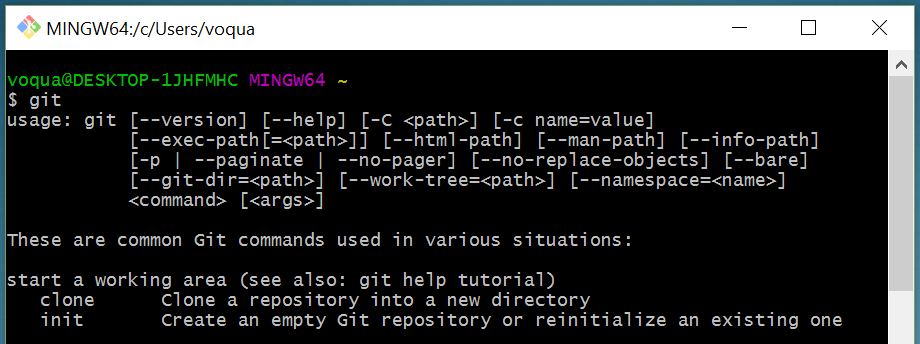 MINGW64:/c/Users/voqua
voqua@DESKTOP-1JHFMHC MINGW64 ~
$ git
usage: git [--version] [--help] [-C <path>] [-c name=value]
           [--exec-path[=<path>]] [--html-path] [--man-path] [--info-path]
           [-p | --paginate | --no-pager] [--no-replace-objects] [--bare]
           [--git-dir=<path>] [--work-tree=<path>] [--namespace=<name>]
           <command> [<args>]
These are common Git commands used in various situations:
start a working area (see also: git help tutorial)
   clone      Clone a repository into a new directory
   init       Create an empty Git repository or reinitialize an existing one